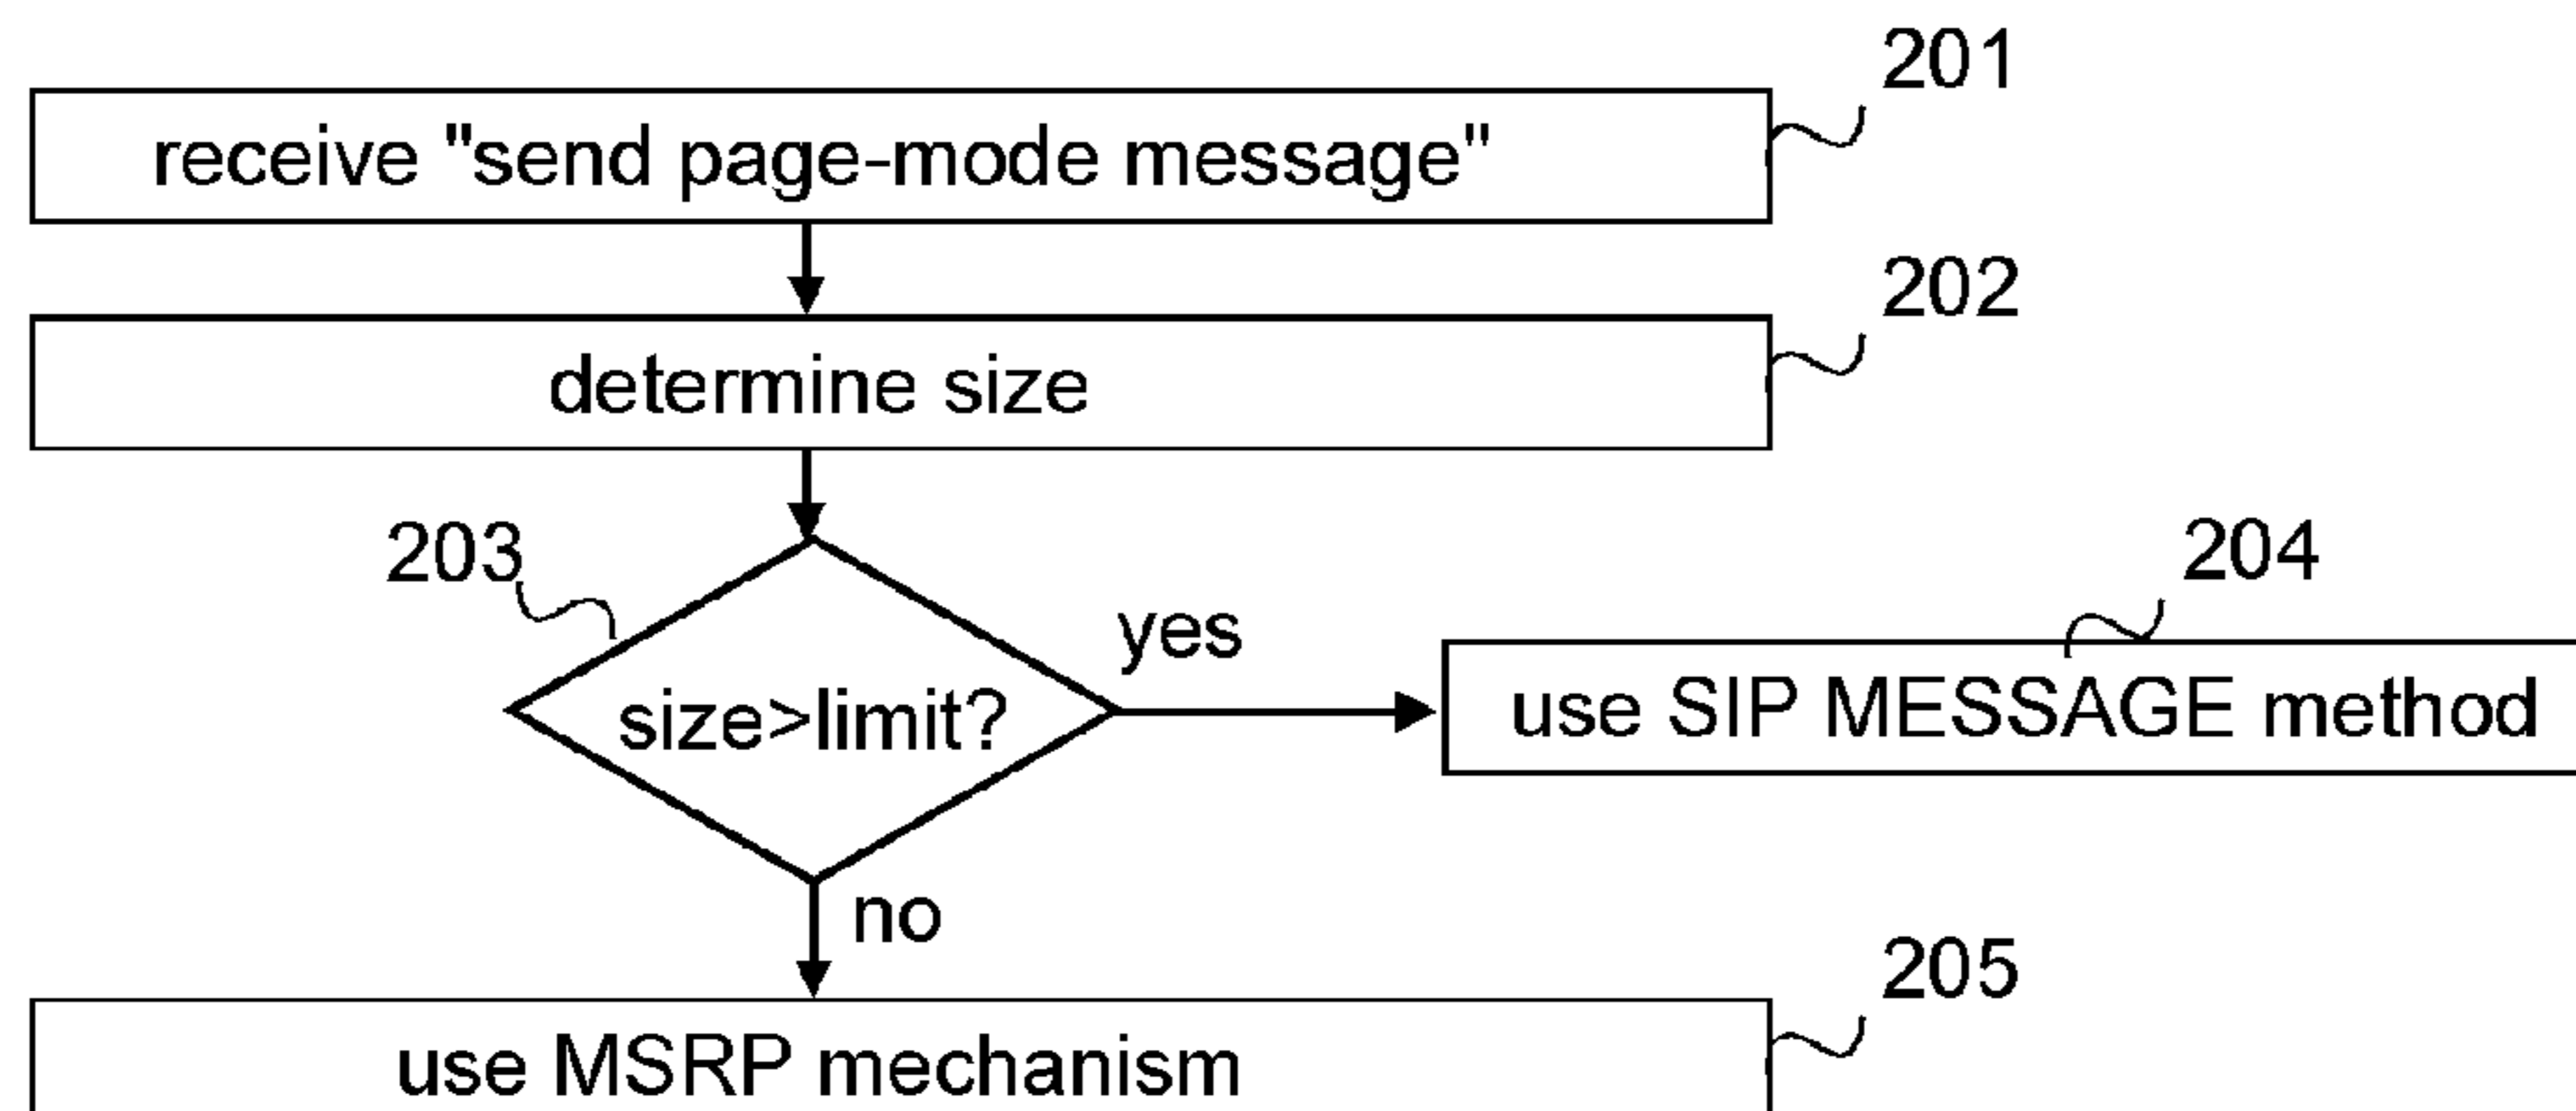 201
receive "send page-mode message"
202
determine size
203
204
yes
size>limit?
use SIP MESSAGE method
no
205
use MSRP mechanism